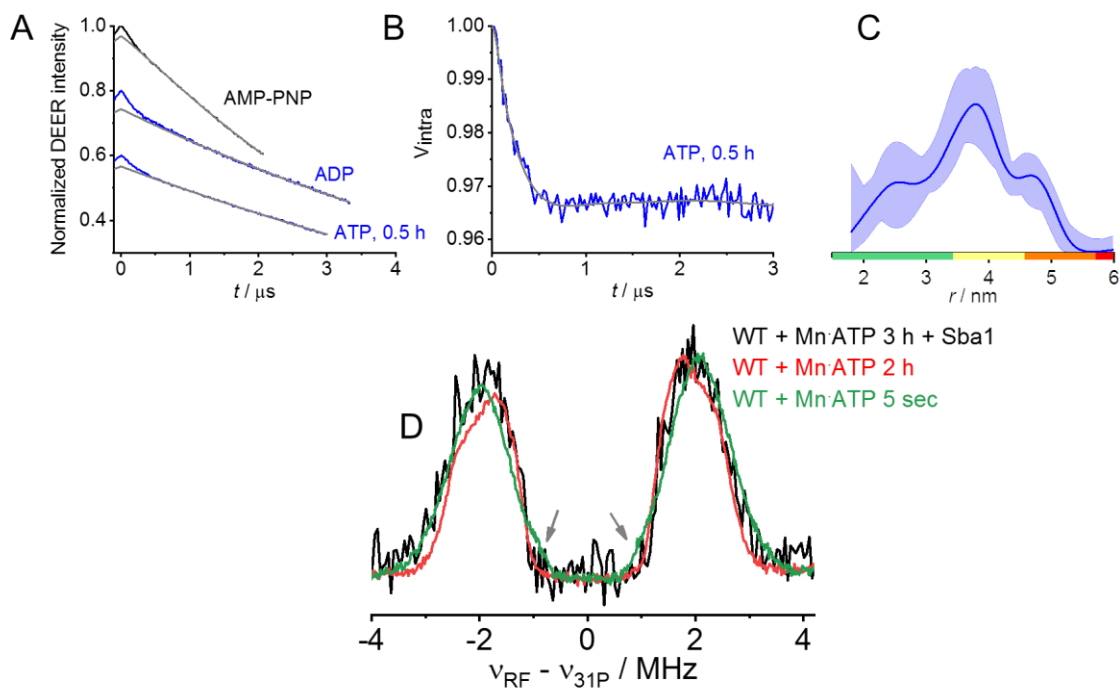 A
Normalized DEER intensity
1.0
0.8
0.6
0.4
AMP-PNP
ADP
ATP, 0.5 h
0 1 2 3 4
t / μs
B
Vintra
1.00
0.99
0.98
0.97
0.96
ATP, 0.5 h
0 1 2 3
t / μs
C
2 3 4 5 6
r / nm
D
WT + Mn·ATP 3 h + Sba1
WT + Mn·ATP 2 h
WT + Mn·ATP 5 sec
-4 -2 0 2 4
νRF - ν31P / MHz